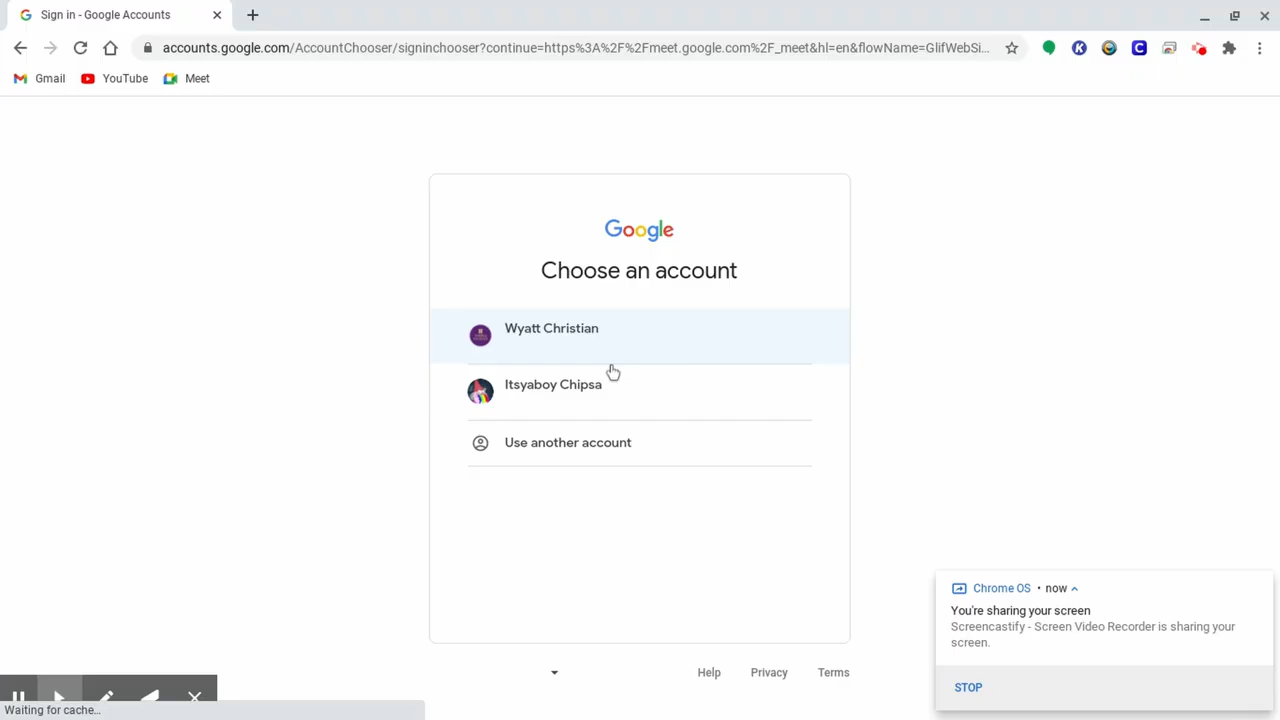 Sign in - Google Accounts
accounts.google.com/AccountChooser/signinchooser?continue=https%3A%2F%2Fmeet.google.com%2F_meet&hl=en&flowName=GlifWebSi...
Gmail
YouTube
Meet
Google
Choose an account
Wyatt Christian
Itsyaboy Chipsa
Use another account
Chrome OS • now
You're sharing your screen
Screencastify - Screen Video Recorder is sharing your
screen.
STOP
Help
Privacy
Terms
Waiting for cache...